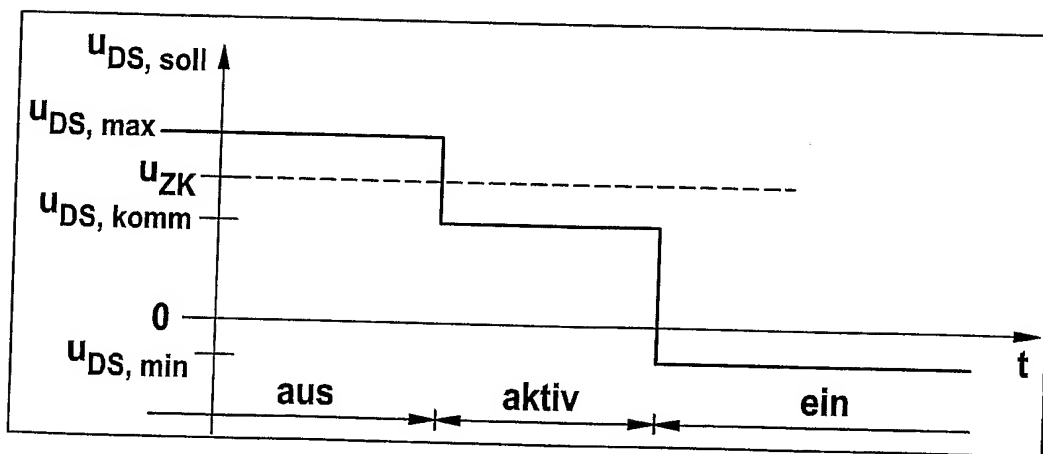 u_DS, soll
u_DS, max
u_ZK
u_DS, komm
0
u_DS, min
t
aus aktiv ein